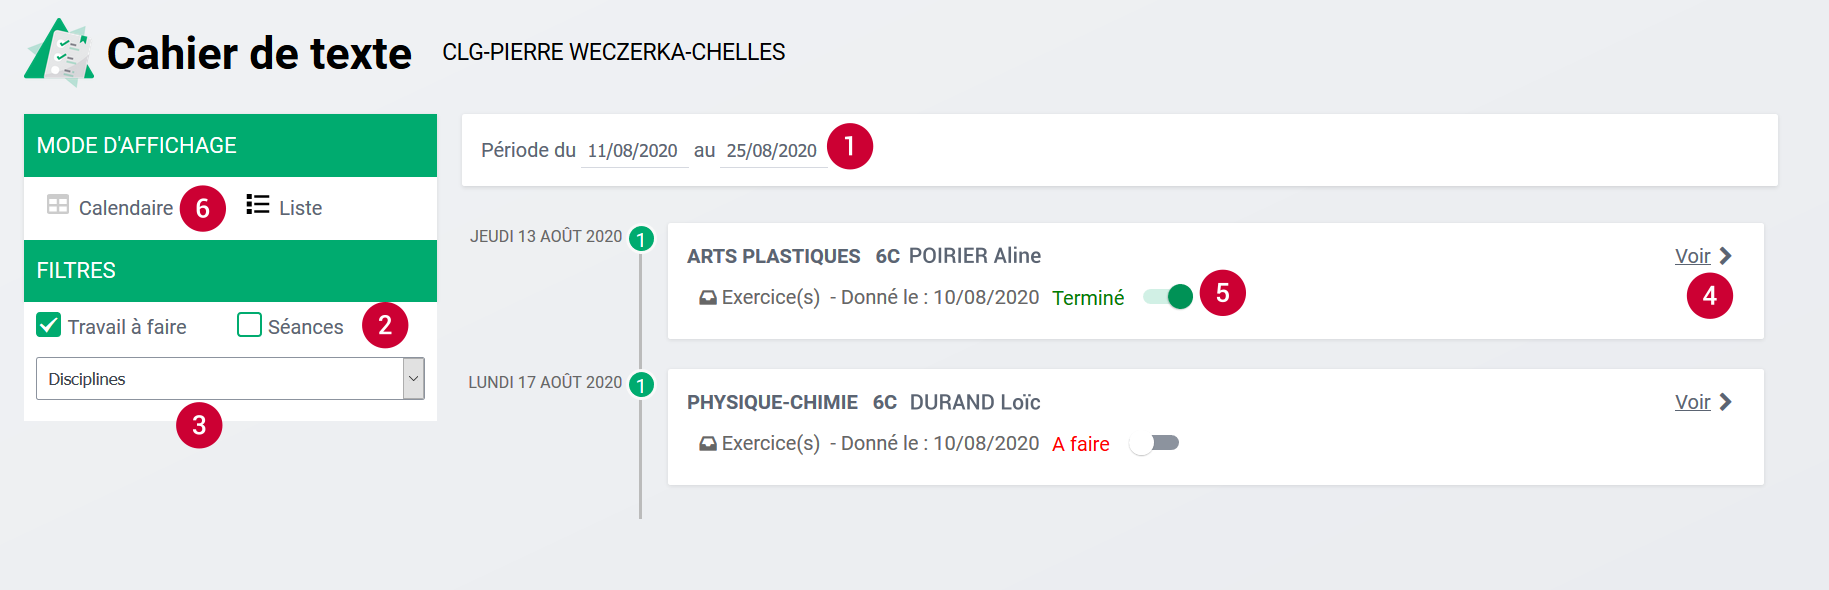 Cahier de texte CLG-PIERRE WECZERKA-CHELLES
MODE D'AFFICHAGE
Calendaire 6 Liste
FILTRES
Travail à faire Séances 2
Disciplines
3
Période du 11/08/2020 au 25/08/2020 1
JEUDI 13 AOÛT 2020 1
ARTS PLASTIQUES 6C POIRIER Aline Voir
Exercice(s) - Donné le : 10/08/2020 Terminé 5 4
LUNDI 17 AOÛT 2020 1
PHYSIQUE-CHIMIE 6C DURAND Loïc Voir
Exercice(s) - Donné le : 10/08/2020 A faire